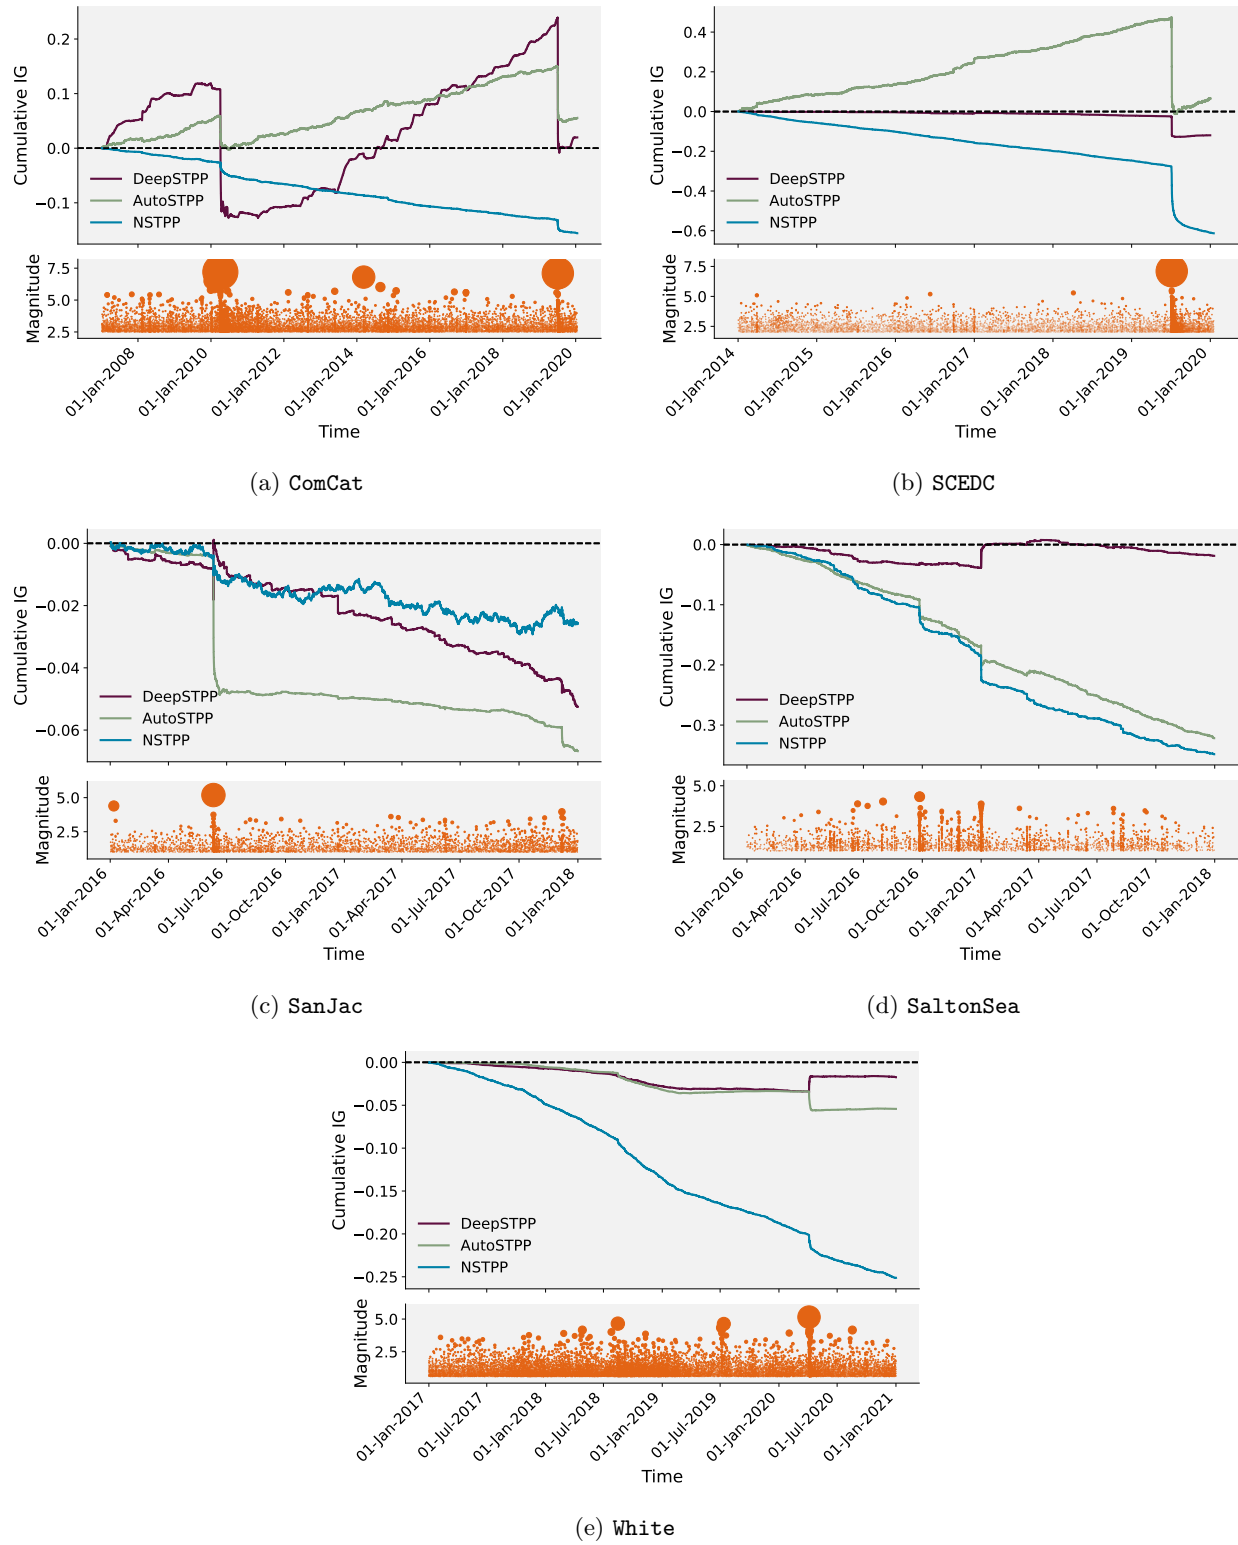 Cumulative IG
0.2
0.1
0.0
−0.1
DeepSTPP
AutoSTPP
NSTPP
Magnitude
7.5
5.0
2.5
01-Jan-2008
01-Jan-2010
01-Jan-2012
01-Jan-2014
01-Jan-2016
01-Jan-2018
01-Jan-2020
Time
(a) ComCat
Cumulative IG
0.4
0.2
0.0
−0.2
−0.4
−0.6
DeepSTPP
AutoSTPP
NSTPP
Magnitude
7.5
5.0
2.5
01-Jan-2014
01-Jan-2015
01-Jan-2016
01-Jan-2017
01-Jan-2018
01-Jan-2019
01-Jan-2020
Time
(b) SCEDC
Cumulative IG
0.00
−0.02
−0.04
−0.06
DeepSTPP
AutoSTPP
NSTPP
Magnitude
5.0
2.5
01-Jan-2016
01-Apr-2016
01-Jul-2016
01-Oct-2016
01-Jan-2017
01-Apr-2017
01-Jul-2017
01-Oct-2017
01-Jan-2018
Time
(c) SanJac
Cumulative IG
0.0
−0.1
−0.2
−0.3
DeepSTPP
AutoSTPP
NSTPP
Magnitude
5.0
2.5
01-Jan-2016
01-Apr-2016
01-Jul-2016
01-Oct-2016
01-Jan-2017
01-Apr-2017
01-Jul-2017
01-Oct-2017
01-Jan-2018
Time
(d) SaltonSea
Cumulative IG
0.00
−0.05
−0.10
−0.15
−0.20
−0.25
DeepSTPP
AutoSTPP
NSTPP
Magnitude
5.0
2.5
01-Jan-2017
01-Jul-2017
01-Jan-2018
01-Jul-2018
01-Jan-2019
01-Jul-2019
01-Jan-2020
01-Jul-2020
01-Jan-2021
Time
(e) White